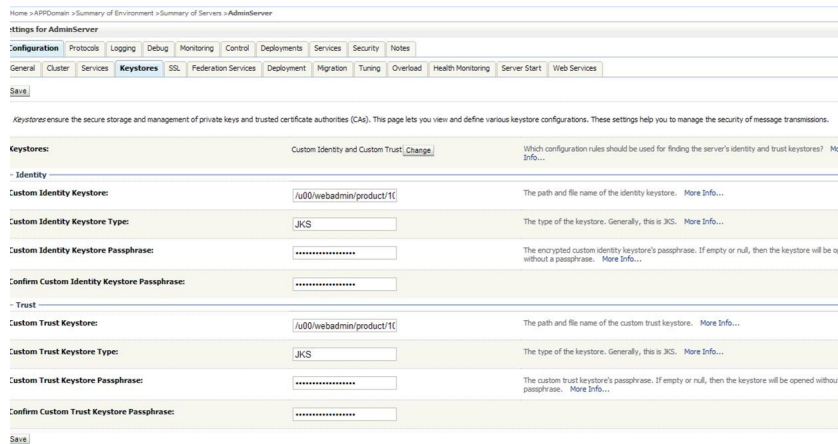 Home >APPDomain >Summary of Environment >Summary of Servers >AdminServer
ettings for AdminServer
Configuration Protocols Logging Debug Monitoring Control Deployments Services Security Notes
General Cluster Services Keystores SSL Federation Services Deployment Migration Tuning Overload Health Monitoring Server Start Web Services
Save
Keystores ensure the secure storage and management of private keys and trusted certificate authorities (CAs). This page lets you view and define various keystore configurations. These settings help you to manage the security of message transmissions.
Keystores: Custom Identity and Custom Trust Change Which configuration rules should be used for finding the server's identity and trust keystores? Mo
Info...
- Identity
Custom Identity Keystore: /u00/webadmin/product/10 The path and file name of the identity keystore. More Info...
Custom Identity Keystore Type: JKS The type of the keystore. Generally, this is JKS. More Info...
Custom Identity Keystore Passphrase: •••••••••••••••••• The encrypted custom identity keystore's passphrase. If empty or null, then the keystore will be op
without a passphrase. More Info...
Confirm Custom Identity Keystore Passphrase: ••••••••••••••••••
- Trust
Custom Trust Keystore: /u00/webadmin/product/10 The path and file name of the custom trust keystore. More Info...
Custom Trust Keystore Type: JKS The type of the keystore. Generally, this is JKS. More Info...
Custom Trust Keystore Passphrase: •••••••••••••••••• The custom trust keystore's passphrase. If empty or null, then the keystore will be opened withou
passphrase. More Info...
Confirm Custom Trust Keystore Passphrase: ••••••••••••••••••
Save